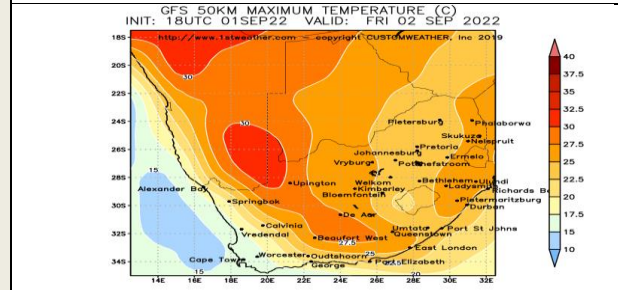 GFS 50KM MAXIMUM TEMPERATURE (C)
INIT: 18UTC 01SEP22 VALID: FRI 02 SEP 2022
http://www.1stweather.com copyright CUSTOMWEATHER, Inc 2019
18S
20S
22S
24S
26S
28S
30S
32S
34S
14E 16E 18E 20E 22E 24E 26E 28E 30E 32E
40
37.5
35
32.5
30
27.5
25
22.5
20
17.5
15
10
30
30
15
15
27.5
25
20
Pietersburg
Phalaborwa
Skukuza
Nelspruit
Pretoria
Johannesburg
Ermelo
Vryburg
Potchefstroom
Bethlehem
Ulundi
Welkom
Ladysmith
Upington
Kimberley
Richards B
Alexander Bay
Bloemfontein
Springbok
Pietermaritzburg
Durban
De Aar
Calvinia
Umtata
Port St Johns
Vredendal
Queenstown
Beaufort West
East London
Cape Town
Worcester
Oudtshoorn
George
Port Elizabeth